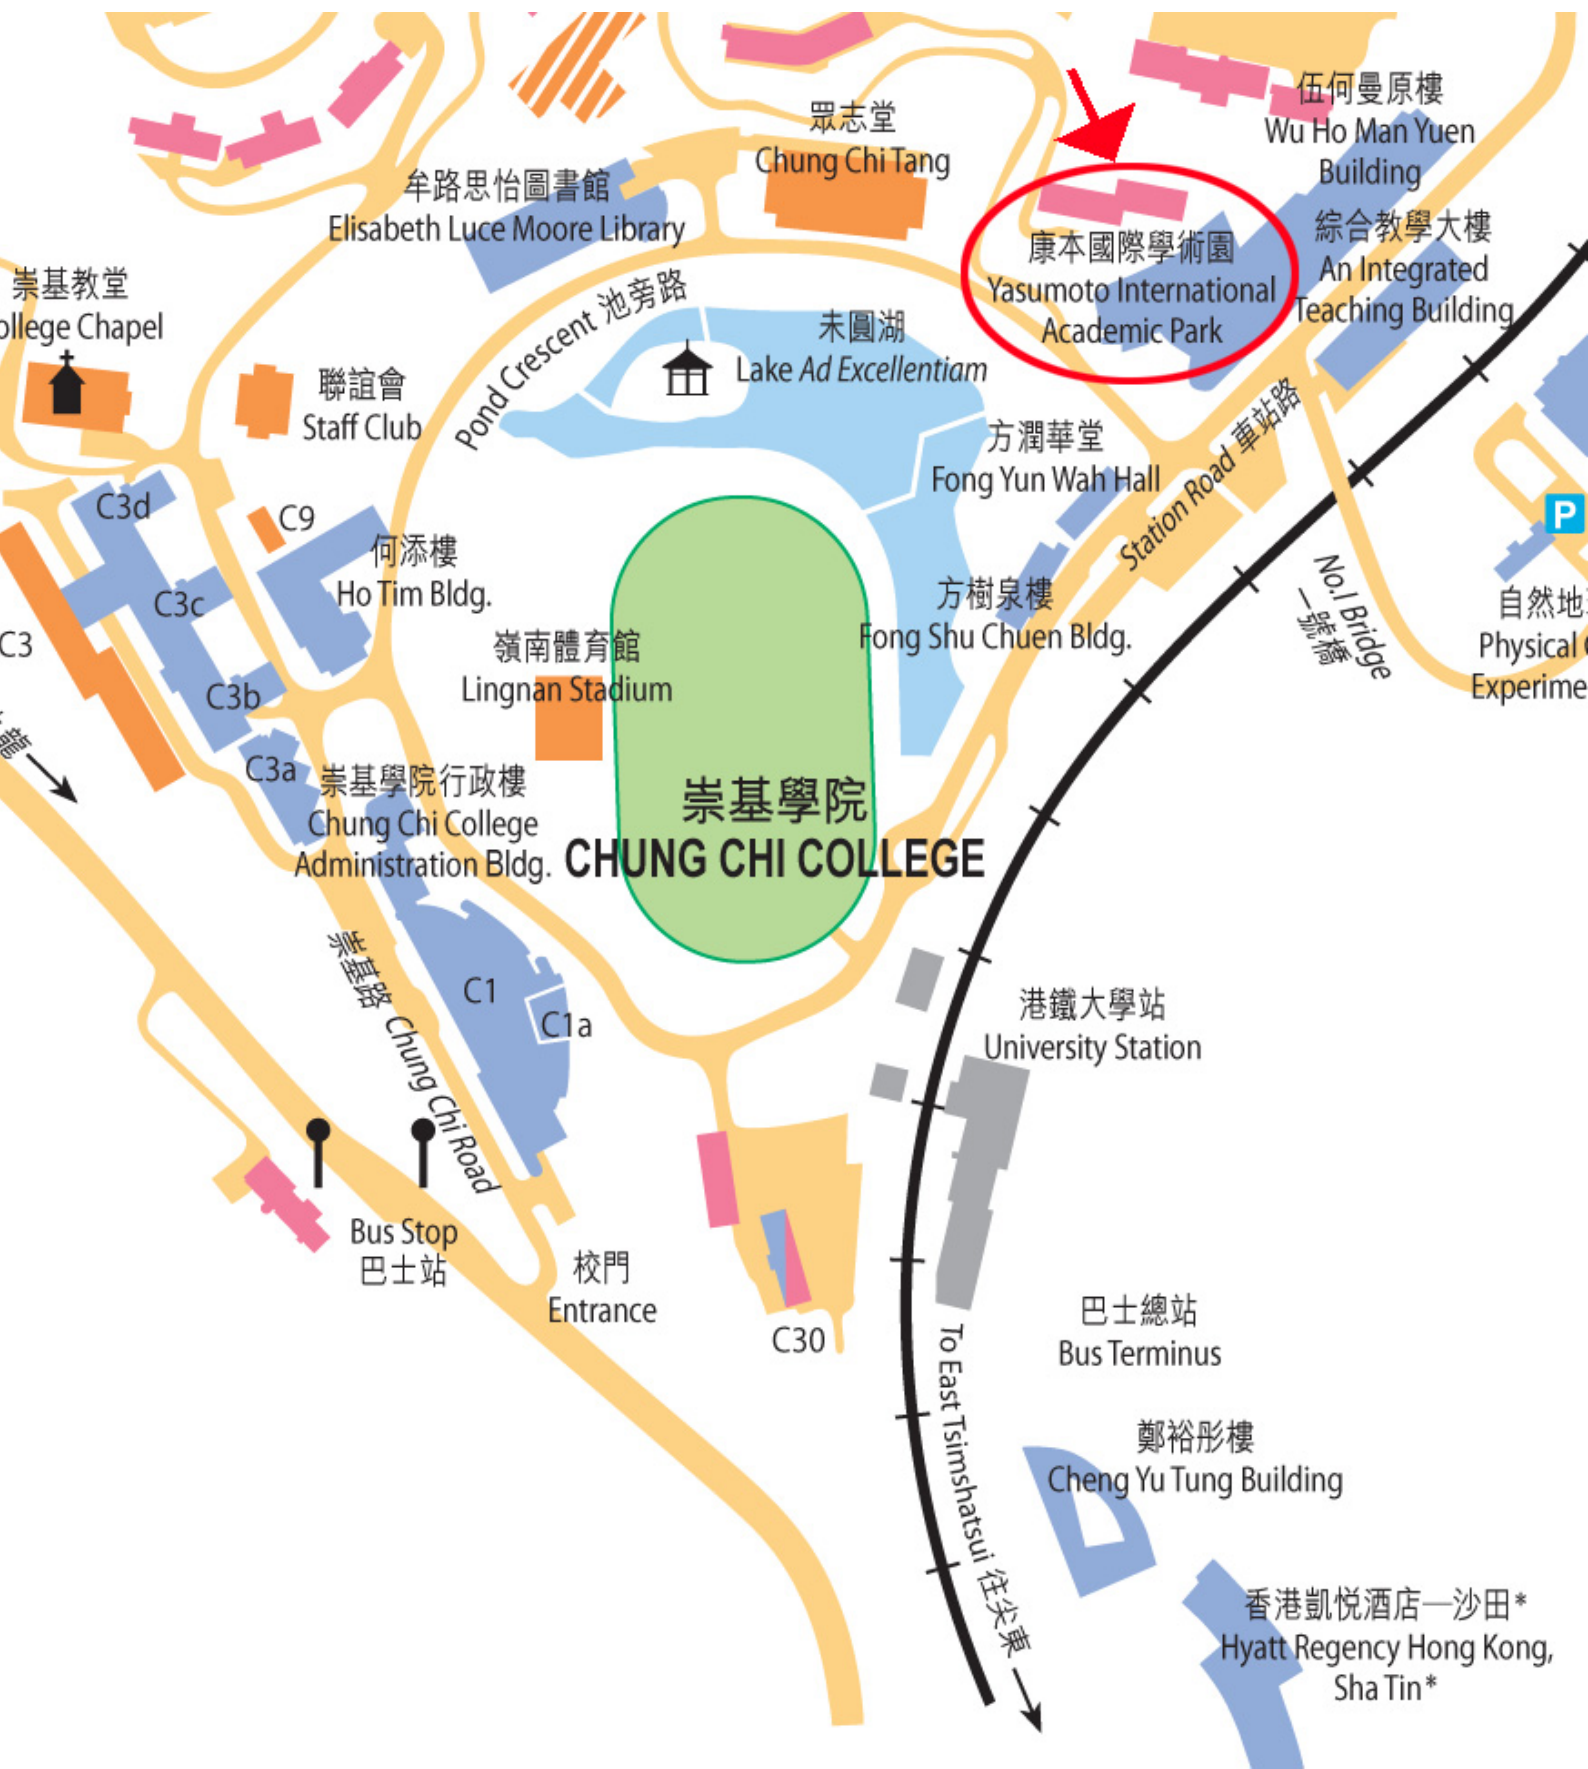 伍何曼原樓
Wu Ho Man Yuen
Building
眾志堂
Chung Chi Tang
牟路思怡圖書館
Elisabeth Luce Moore Library
康本國際學術園
Yasumoto International
Academic Park
綜合教學大樓
An Integrated
Teaching Building
崇基教堂
ollege Chapel
Pond Crescent 池旁路
未圓湖
Lake Ad Excellentiam
聯誼會
Staff Club
方潤華堂
Fong Yun Wah Hall
Station Road 車站路
C3d
C9
P
何添樓
Ho Tim Bldg.
C3c
方樹泉樓
Fong Shu Chuen Bldg.
No.1 Bridge
一號橋
自然地
Physical
Experime
C3
嶺南體育館
Lingnan Stadium
C3b
龍
C3a
崇基學院行政樓
Chung Chi College
Administration Bldg.
崇基學院
CHUNG CHI COLLEGE
崇基路 Chung Chi Road
C1
C1a
港鐵大學站
University Station
Bus Stop
巴士站
校門
Entrance
C30
巴士總站
Bus Terminus
To East Tsimshatsui 往尖東
鄭裕彤樓
Cheng Yu Tung Building
香港凱悅酒店—沙田*
Hyatt Regency Hong Kong,
Sha Tin*